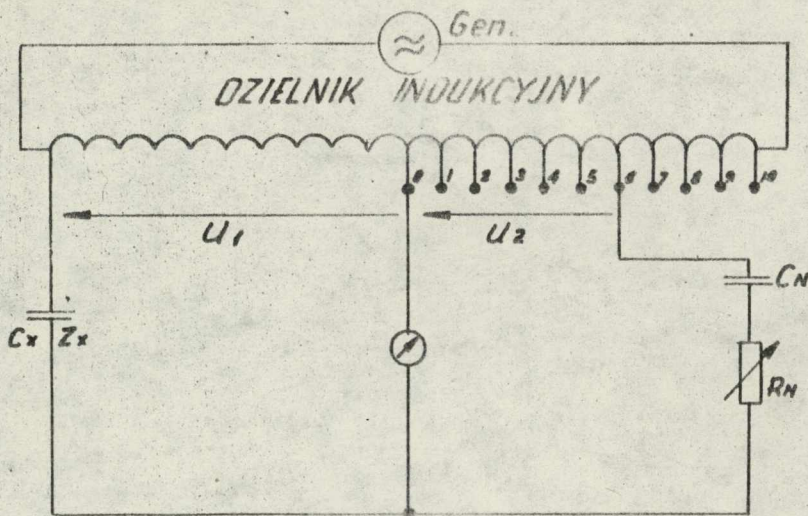 Gen.
DZIELNIK INDUKCYJNY
0 1 2 3 4 5 6 7 8 9 10
U1 U2
CN
Cx Zx
RN